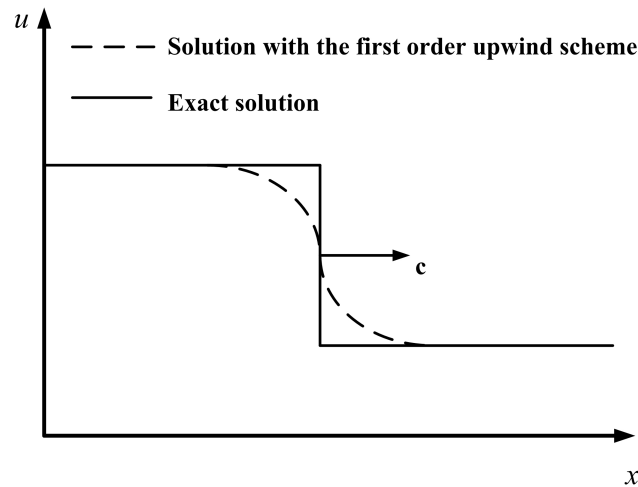 u
Solution with the first order upwind scheme
Exact solution
c
x